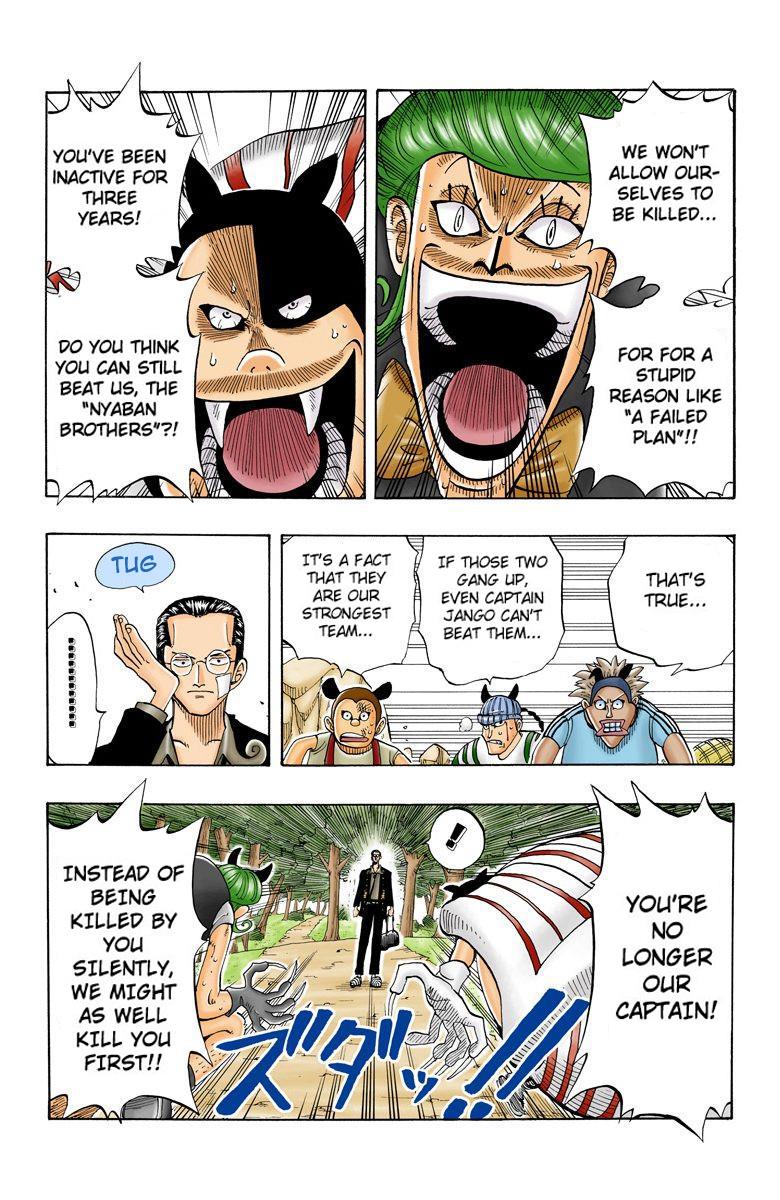 WE WON'T
ALLOW OUR-
SELVES TO
BE KILLED...
FOR FOR A
STUPID
REASON LIKE
"A FAILED
PLAN"!!
YOU'VE BEEN
INACTIVE FOR
THREE
YEARS!
DO YOU THINK
YOU CAN STILL
BEAT US, THE
"NYABAN
BROTHERS"?!
THAT'S
TRUE...
IF THOSE TWO
GANG UP,
EVEN CAPTAIN
JANGO CAN'T
BEAT THEM...
IT'S A FACT
THAT THEY
ARE OUR
STRONGEST
TEAM...
TUG
............
YOU'RE
NO
LONGER
OUR
CAPTAIN!
!
INSTEAD OF
BEING
KILLED BY
YOU
SILENTLY,
WE MIGHT
AS WELL
KILL YOU
FIRST!!
ズダッ!!